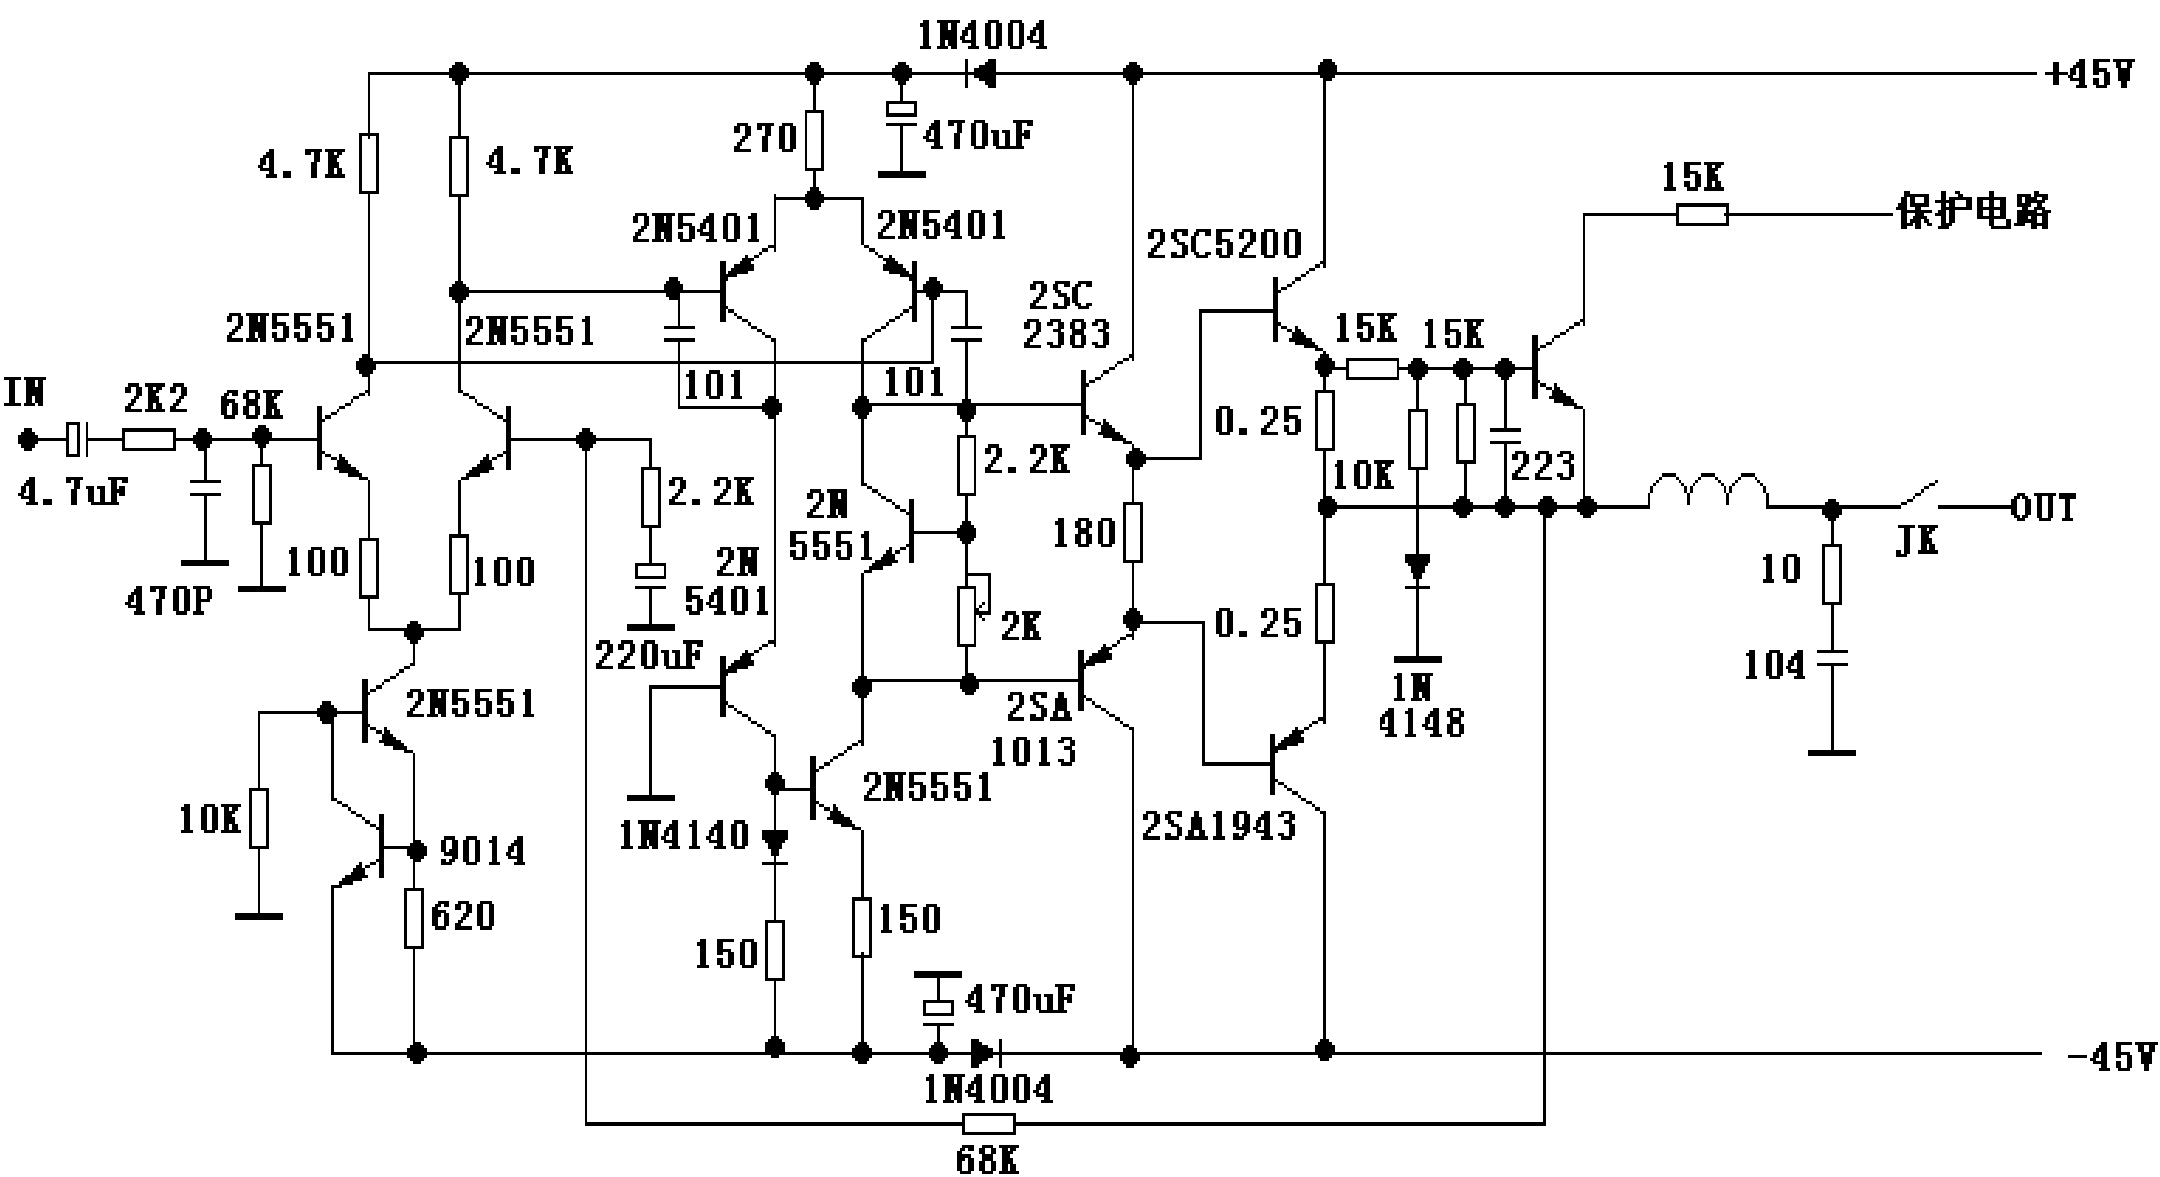 1N4004
+45V
270
470uF
4.7K
4.7K
15K
保护电路
2N5401
2N5401
2SC5200
2SC
2383
2N5551
2N5551
15K
15K
101
101
IN
2K2
68K
0.25
4.7uF
2.2K
2.2K
10K
223
2N
5551
180
OUT
JK
100
100
2N
5401
10
470P
220uF
2K
0.25
104
2N5551
2SA
1013
1N
4148
2N5551
10K
1N4140
2SA1943
9014
620
150
150
470uF
-45V
1N4004
68K